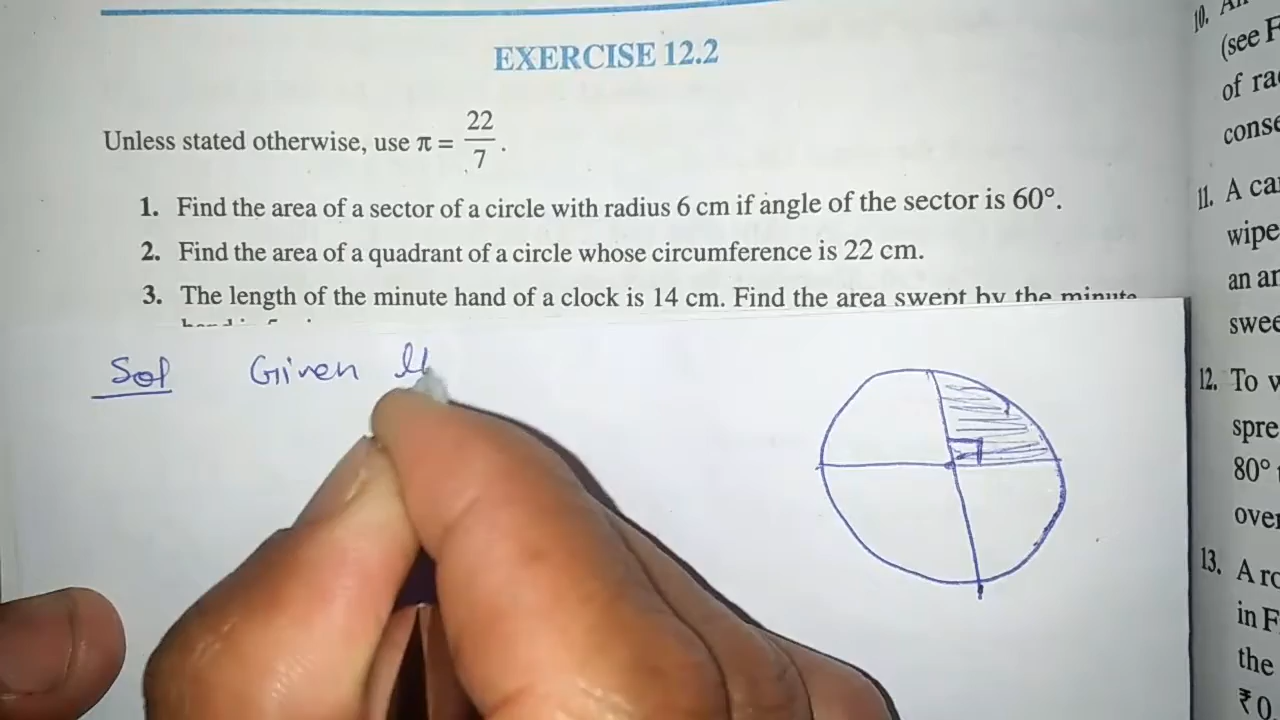 EXERCISE 12.2
Unless stated otherwise, use π = 22/7 .
1. Find the area of a sector of a circle with radius 6 cm if angle of the sector is 60°.
2. Find the area of a quadrant of a circle whose circumference is 22 cm.
3. The length of the minute hand of a clock is 14 cm. Find the area swept by the minute
Sol Given
10.
(see F
of ra
conse
11. A ca
wipe
an ar
swee
12. To w
spre
80°
over
13. A ro
in F
the
₹0